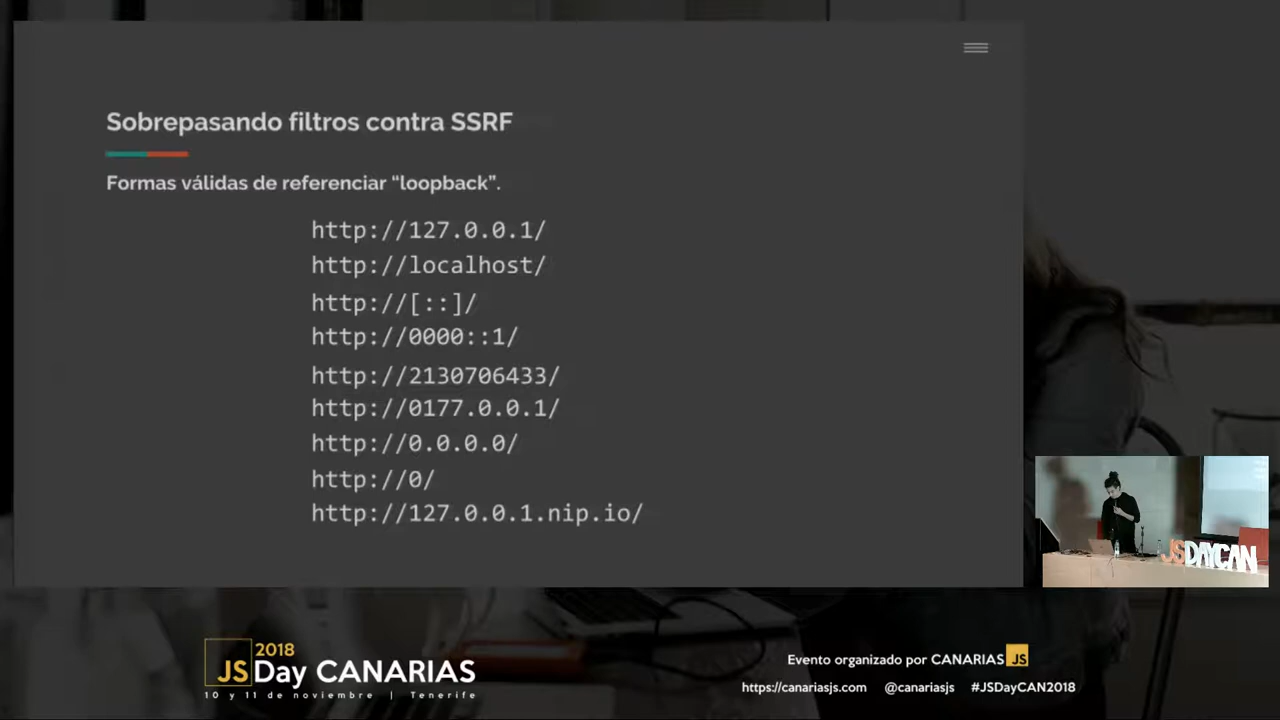 Sobrepasando filtros contra SSRF
Formas válidas de referenciar “loopback”.
http://127.0.0.1/
http://localhost/
http://[::]/
http://0000::1/
http://2130706433/
http://0177.0.0.1/
http://0.0.0.0/
http://0/
http://127.0.0.1.nip.io/
JSDAYCAN
2018
JSDay CANARIAS
10 y 11 de noviembre | Tenerife
Evento organizado por CANARIAS JS
https://canariasjs.com @canariasjs #JSDayCAN2018